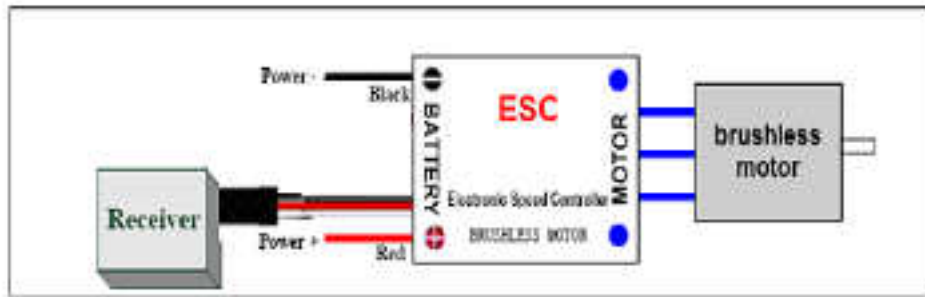 Power -
Black
BATTERY
ESC
MOTOR
brushless
motor
Electronic Speed Controller
Receiver
Power +
Red
BRUSHLESS MOTOR